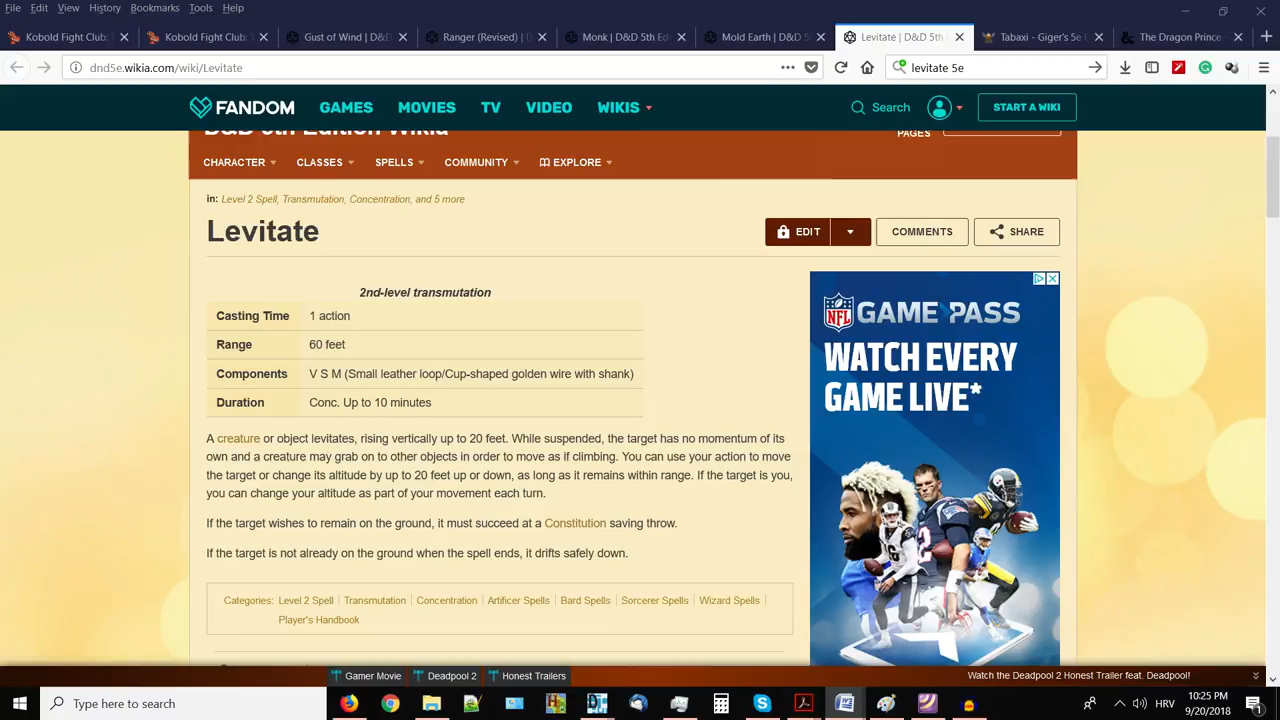 File Edit View History Bookmarks Tools Help
Kobold Fight Club: Kobold Fight Club: Gust of Wind | D&D Ranger (Revised) | D Monk | D&D 5th Ed Mold Earth | D&D 5 Levitate | D&D 5th Tabaxi - Giger's 5e The Dragon Prince
dnd5e.wikia.com/wiki/Levitate levitate 5e
FANDOM GAMES MOVIES TV VIDEO WIKIS Search START A WIKI
D&D 5th Edition Wikia PAGES
CHARACTER CLASSES SPELLS COMMUNITY EXPLORE
in: Level 2 Spell, Transmutation, Concentration, and 5 more
Levitate EDIT COMMENTS SHARE
2nd-level transmutation
Casting Time 1 action
Range 60 feet
Components V S M (Small leather loop/Cup-shaped golden wire with shank)
Duration Conc. Up to 10 minutes
A creature or object levitates, rising vertically up to 20 feet. While suspended, the target has no momentum of its
own and a creature may grab on to other objects in order to move as if climbing. You can use your action to move
the target or change its altitude by up to 20 feet up or down, as long as it remains within range. If the target is you,
you can change your altitude as part of your movement each turn.
If the target wishes to remain on the ground, it must succeed at a Constitution saving throw.
If the target is not already on the ground when the spell ends, it drifts safely down.
Categories: Level 2 Spell Transmutation Concentration Artificer Spells Bard Spells Sorcerer Spells Wizard Spells
Player's Handbook
NFL GAME PASS
WATCH EVERY
GAME LIVE*
Gamer Movie Deadpool 2 Honest Trailers Watch the Deadpool 2 Honest Trailer feat. Deadpool!
Type here to search HRV 10:25 PM
9/20/2018